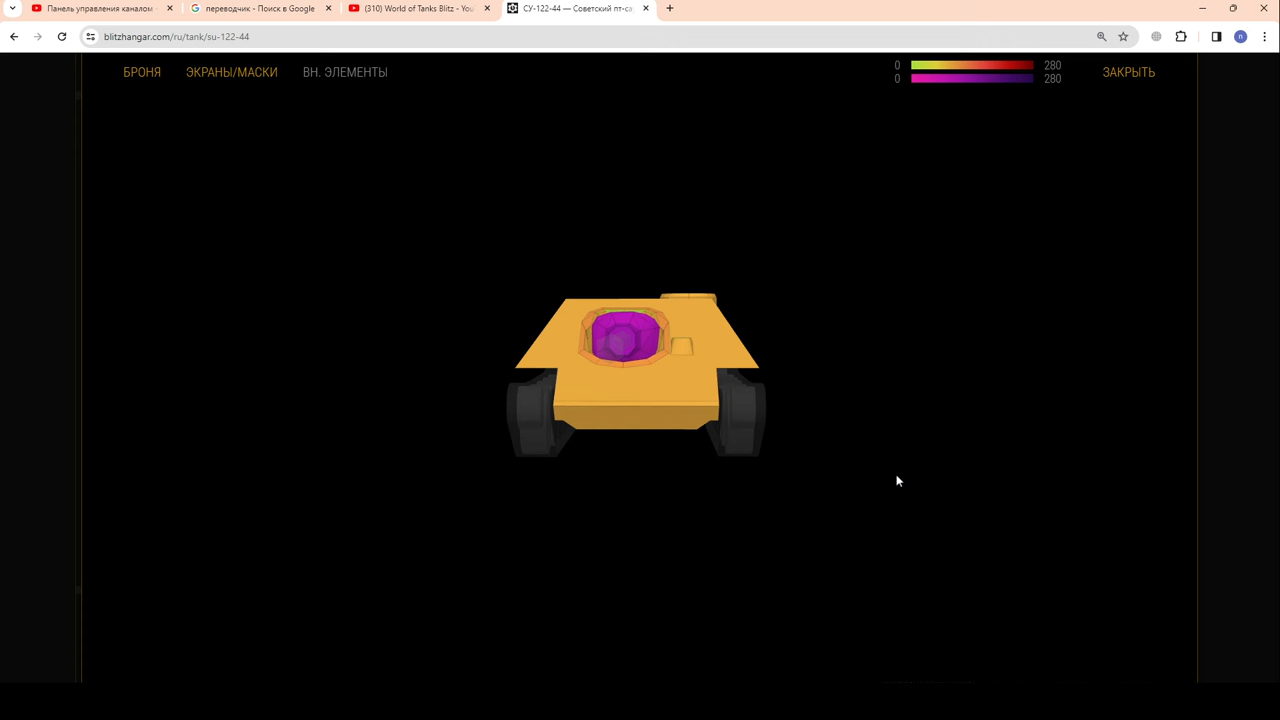 Панель управления каналом -
переводчик - Поиск в Google
(310) World of Tanks Blitz - You
СУ-122-44 — Советский пт-са
blitzhangar.com/ru/tank/su-122-44
n
БРОНЯ ЭКРАНЫ/МАСКИ ВН. ЭЛЕМЕНТЫ
0 280
0 280
ЗАКРЫТЬ